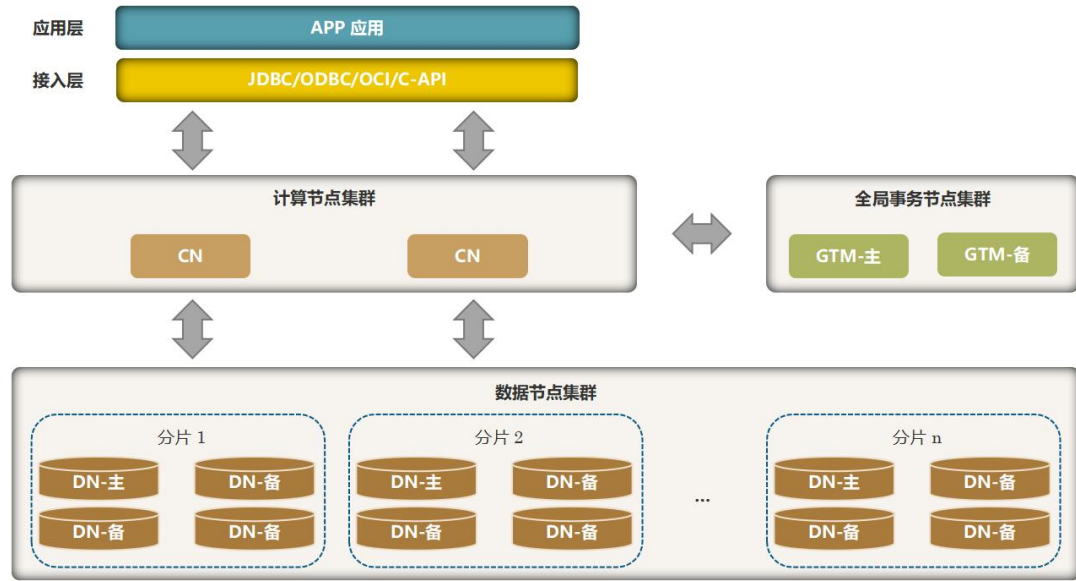 应用层
APP 应用
接入层
JDBC/ODBC/OCI/C-API
计算节点集群
CN
CN
全局事务节点集群
GTM-主
GTM-备
数据节点集群
分片 1
DN-主
DN-备
DN-备
DN-备
分片 2
DN-主
DN-备
DN-备
DN-备
...
分片 n
DN-主
DN-备
DN-备
DN-备